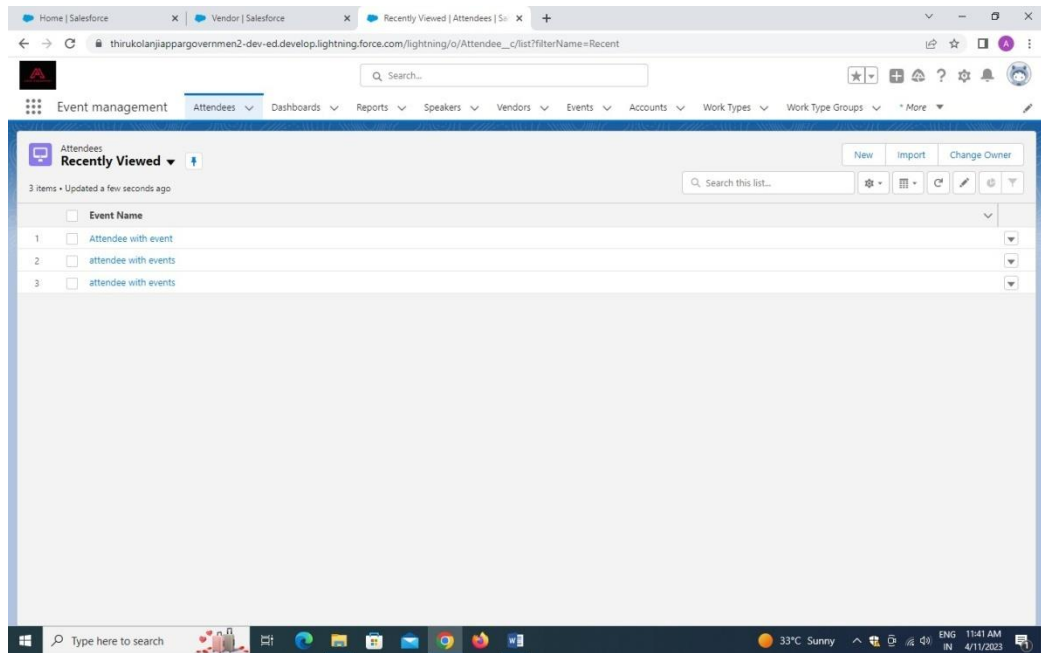 Home | Salesforce
Vendor | Salesforce
Recently Viewed | Attendees | Sa
thirukolanjiappargovernmen2-dev-ed.develop.lightning.force.com/lightning/o/Attendee__c/list?filterName=Recent
A
Search...
Event management
Attendees
Dashboards
Reports
Speakers
Vendors
Events
Accounts
Work Types
Work Type Groups
* More
Attendees
Recently Viewed
New
Import
Change Owner
3 items • Updated a few seconds ago
Search this list...
Event Name
1 Attendee with event
2 attendee with events
3 attendee with events
Type here to search
33°C Sunny
ENG 11:41 AM
IN 4/11/2023